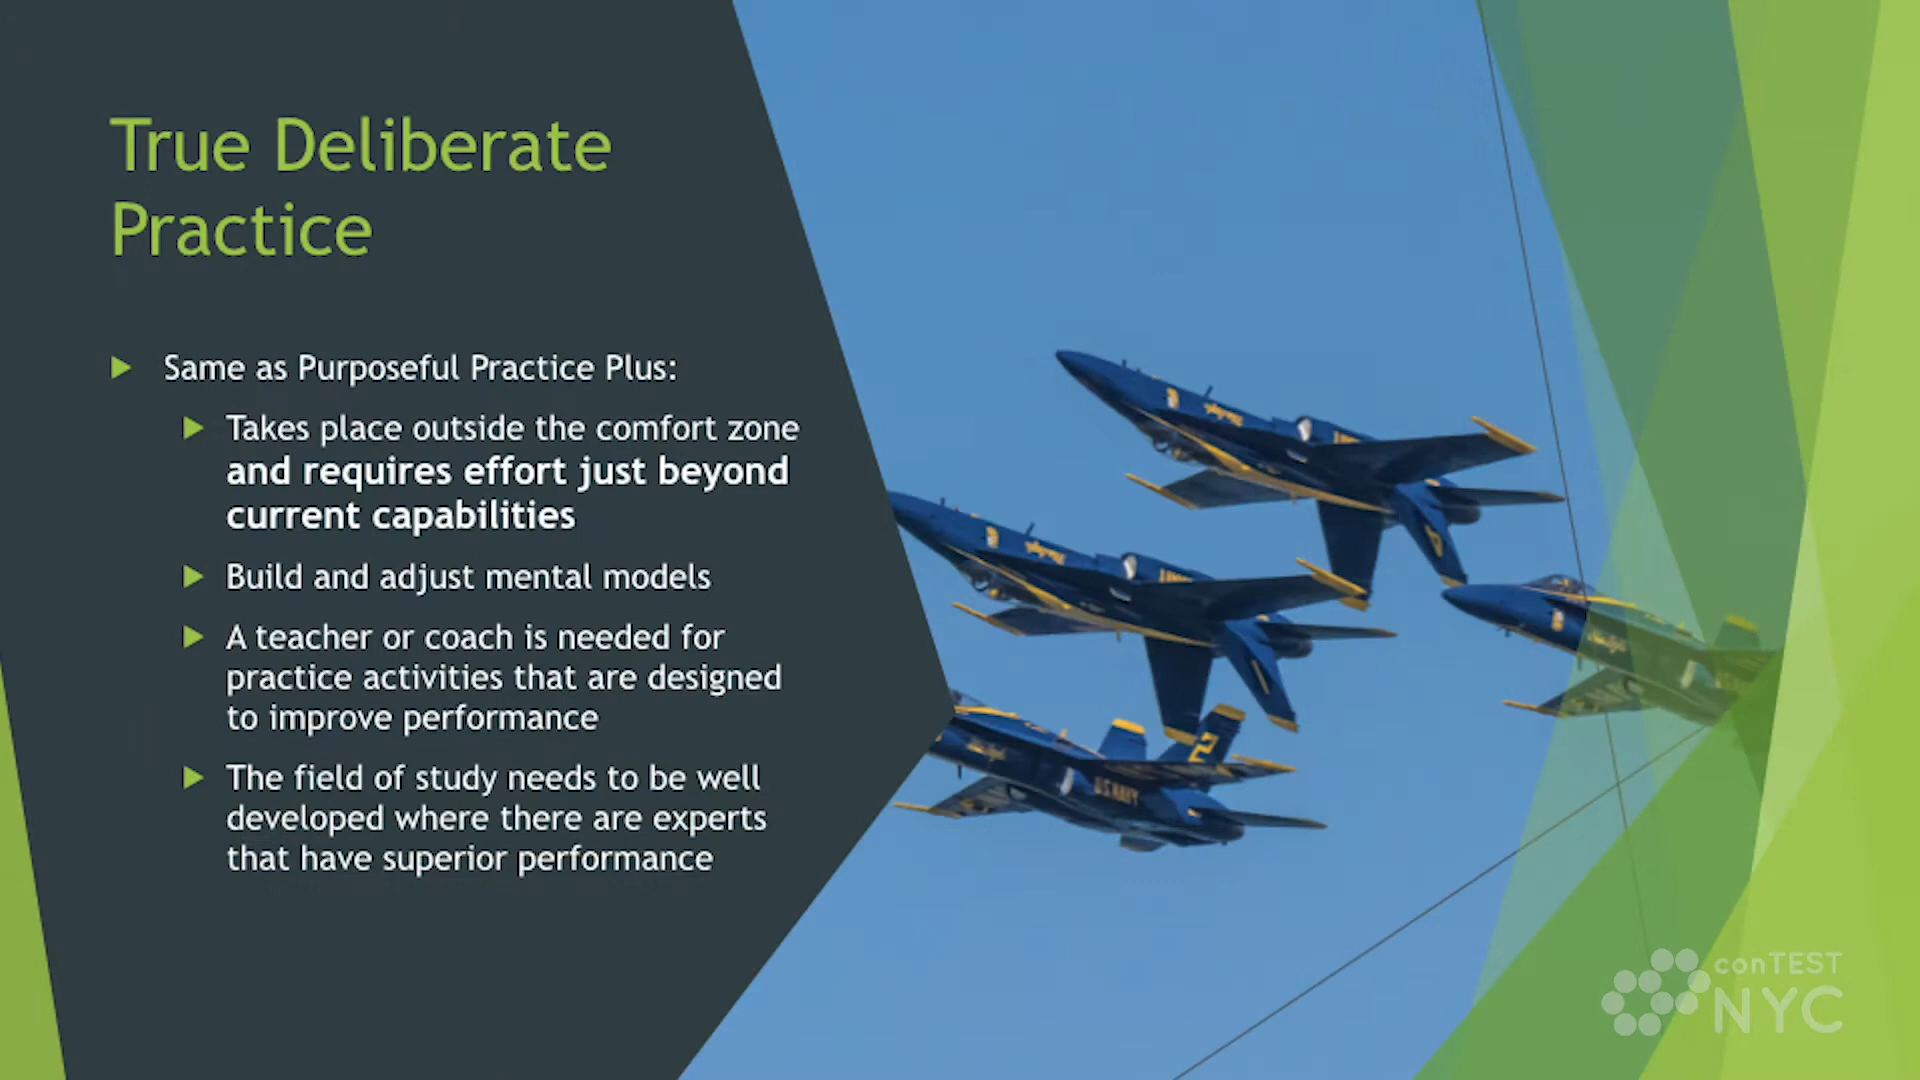 True Deliberate
Practice
Same as Purposeful Practice Plus:
Takes place outside the comfort zone
and requires effort just beyond
current capabilities
Build and adjust mental models
A teacher or coach is needed for
practice activities that are designed
to improve performance
The field of study needs to be well
developed where there are experts
that have superior performance
2
US NAVY
conTEST
NYC